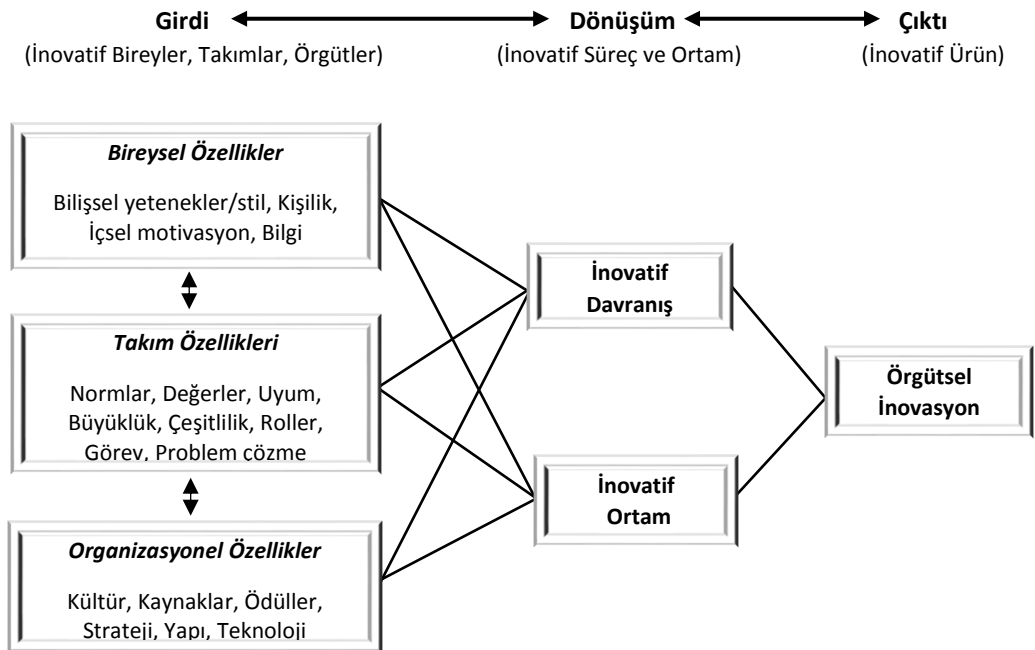 Girdi
Dönüşüm
Çıktı
(İnovatif Bireyler, Takımlar, Örgütler)
(İnovatif Süreç ve Ortam)
(İnovatif Ürün)
Bireysel Özellikler
Bilişsel yetenekler/stil, Kişilik,
İçsel motivasyon, Bilgi
Takım Özellikleri
Normlar, Değerler, Uyum,
Büyüklük, Çeşitlilik, Roller,
Görev, Problem çözme
Organizasyonel Özellikler
Kültür, Kaynaklar, Ödüller,
Strateji, Yapı, Teknoloji
İnovatif
Davranış
İnovatif
Ortam
Örgütsel
İnovasyon